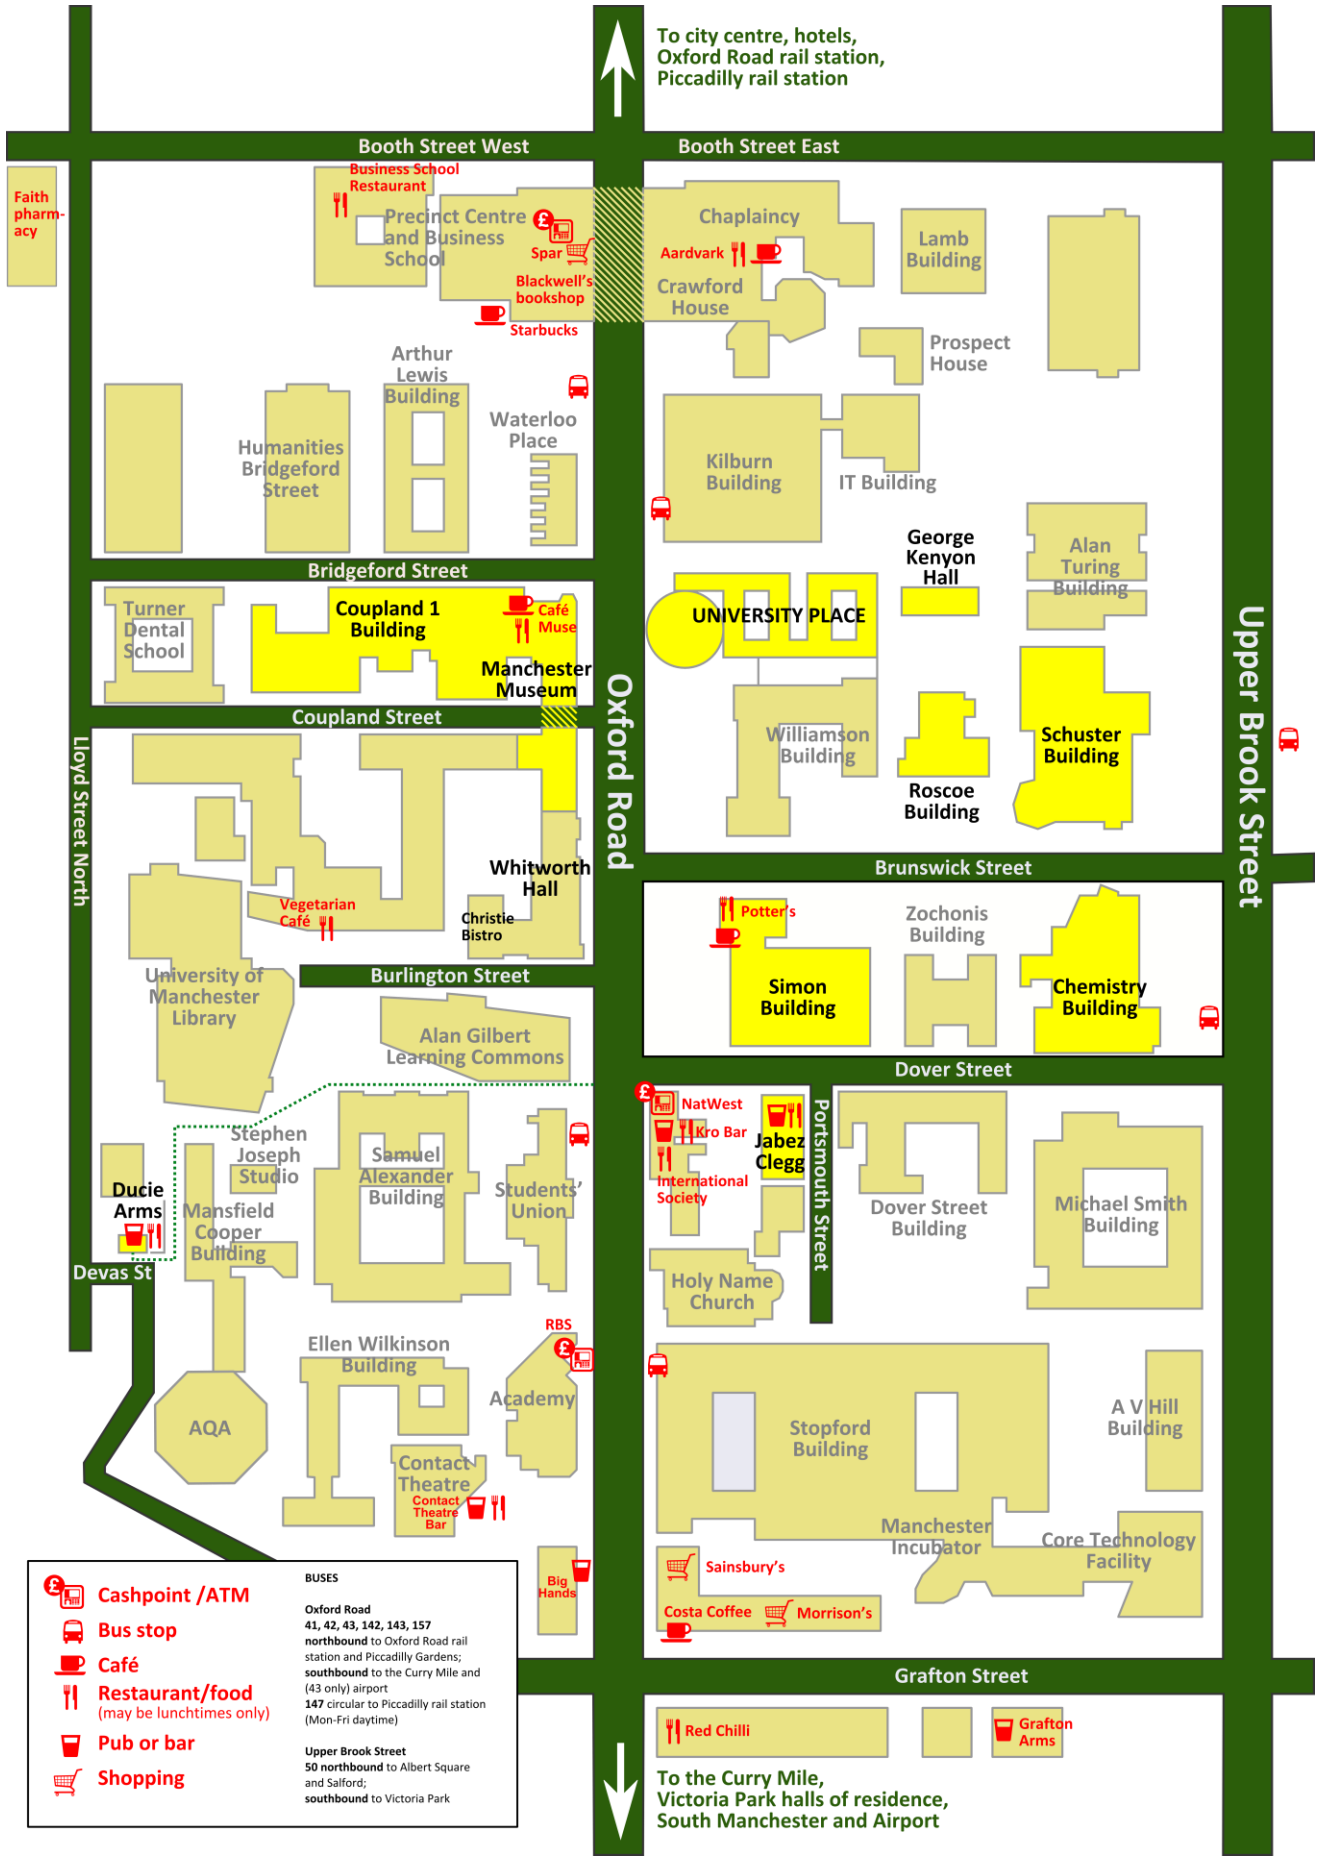 To city centre, hotels,
Oxford Road rail station,
Piccadilly rail station
Booth Street West
Booth Street East
Faith
pharm-
acy
Business School
Restaurant
Precinct Centre
and Business
School
£
Spar
Blackwell's
bookshop
Starbucks
Chaplaincy
Aardvark
Crawford
House
Lamb
Building
Prospect
House
Arthur
Lewis
Building
Waterloo
Place
Humanities
Bridgeford
Street
Kilburn
Building
IT Building
George
Kenyon
Hall
Alan
Turing
Building
Bridgeford Street
Turner
Dental
School
Coupland 1
Building
Café
Muse
Manchester
Museum
UNIVERSITY PLACE
Coupland Street
Oxford Road
Upper Brook Street
Lloyd Street North
Williamson
Building
Roscoe
Building
Schuster
Building
Whitworth
Hall
Brunswick Street
Vegetarian
Café
Christie
Bistro
Potter's
Zochonis
Building
Burlington Street
University of
Manchester
Library
Simon
Building
Chemistry
Building
Alan Gilbert
Learning Commons
Dover Street
£
NatWest
Kro Bar
International
Society
Jabez
Clegg
Portsmouth Street
Stephen
Joseph
Studio
Samuel
Alexander
Building
Students'
Union
Ducie
Arms
Mansfield
Cooper
Building
Dover Street
Building
Michael Smith
Building
Devas St
Holy Name
Church
RBS
£
Ellen Wilkinson
Building
Academy
AQA
Stopford
Building
A V Hill
Building
Contact
Theatre
Contact
Theatre
Bar
Manchester
Incubator
Core Technology
Facility
Big
Hands
Sainsbury's
Costa Coffee
Morrison's
£
Cashpoint /ATM
Bus stop
Café
Restaurant/food
(may be lunchtimes only)
Pub or bar
Shopping
BUSES
Oxford Road
41, 42, 43, 142, 143, 157
northbound to Oxford Road rail
station and Piccadilly Gardens;
southbound to the Curry Mile and
(43 only) airport
147 circular to Piccadilly rail station
(Mon-Fri daytime)
Upper Brook Street
50 northbound to Albert Square
and Salford;
southbound to Victoria Park
Grafton Street
Red Chilli
Grafton
Arms
To the Curry Mile,
Victoria Park halls of residence,
South Manchester and Airport